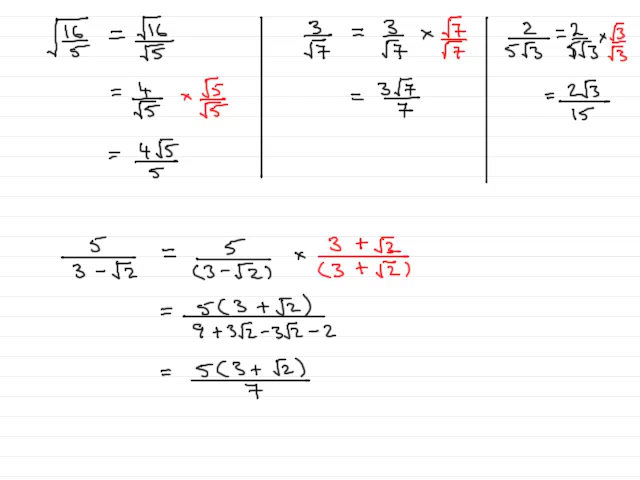 √(16/5) = √16/√5
= 4/√5 × √5/√5
= 4√5/5
3/√7 = 3/√7 × √7/√7
= 3√7/7
2/5√3 = 2/5√3 × √3/√3
= 2√3/15
5/(3 − √2) = 5/(3 − √2) × (3 + √2)/(3 + √2)
= 5(3 + √2)/(9 + 3√2 − 3√2 − 2)
= 5(3 + √2)/7